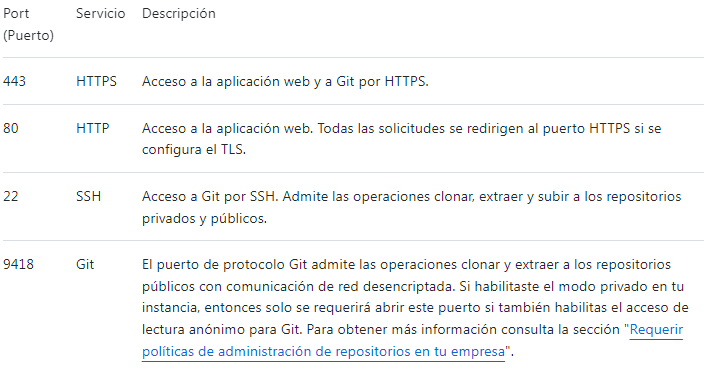 Port Servicio Descripción
(Puerto)
443 HTTPS Acceso a la aplicación web y a Git por HTTPS.
80 HTTP Acceso a la aplicación web. Todas las solicitudes se redirigen al puerto HTTPS si se
configura el TLS.
22 SSH Acceso a Git por SSH. Admite las operaciones clonar, extraer y subir a los repositorios
privados y públicos.
9418 Git El puerto de protocolo Git admite las operaciones clonar y extraer a los repositorios
públicos con comunicación de red desencriptada. Si habilitaste el modo privado en tu
instancia, entonces solo se requerirá abrir este puerto si también habilitas el acceso de
lectura anónimo para Git. Para obtener más información consulta la sección "Requerir
políticas de administración de repositorios en tu empresa".